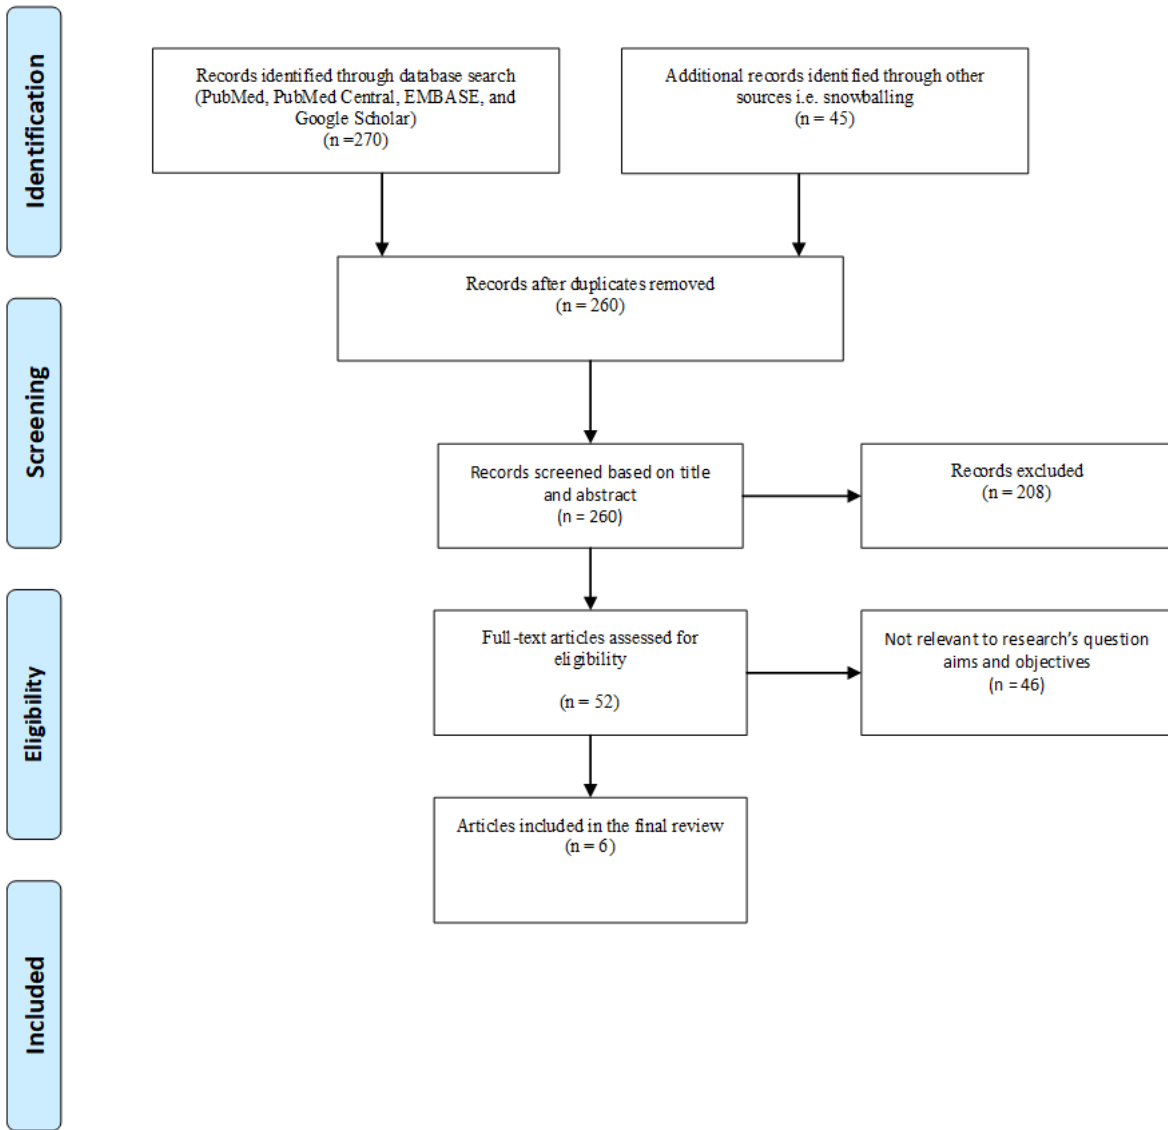 Identification
Records identified through database search
(PubMed, PubMed Central, EMBASE, and
Google Scholar)
(n =270)
Additional records identified through other
sources i.e. snowballing
(n = 45)
Records after duplicates removed
(n = 260)
Screening
Records screened based on title
and abstract
(n = 260)
Records excluded
(n = 208)
Eligibility
Full-text articles assessed for
eligibility
(n = 52)
Not relevant to research’s question
aims and objectives
(n = 46)
Articles included in the final review
(n = 6)
Included